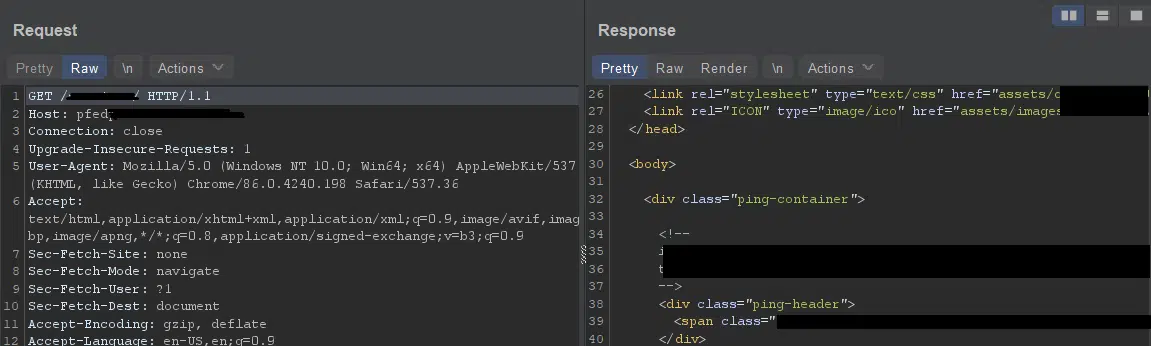 Request
Pretty Raw \n Actions
1 GET / / HTTP/1.1
2 Host: pfed
3 Connection: close
4 Upgrade-Insecure-Requests: 1
5 User-Agent: Mozilla/5.0 (Windows NT 10.0; Win64; x64) AppleWebKit/537
(KHTML, like Gecko) Chrome/86.0.4240.198 Safari/537.36
6 Accept:
text/html,application/xhtml+xml,application/xml;q=0.9,image/avif,imag
bp,image/apng,*/*;q=0.8,application/signed-exchange;v=b3;q=0.9
7 Sec-Fetch-Site: none
8 Sec-Fetch-Mode: navigate
9 Sec-Fetch-User: ?1
10 Sec-Fetch-Dest: document
11 Accept-Encoding: gzip, deflate
12 Accept-Language: en-US,en;q=0.9
Response
Pretty Raw Render \n Actions
26 <link rel="stylesheet" type="text/css" href="assets/
27 <link rel="ICON" type="image/ico" href="assets/images
28 </head>
29
30 <body>
31
32 <div class="ping-container">
33
34 <!--
35
36
37 -->
38 <div class="ping-header">
39 <span class="
40 </div>